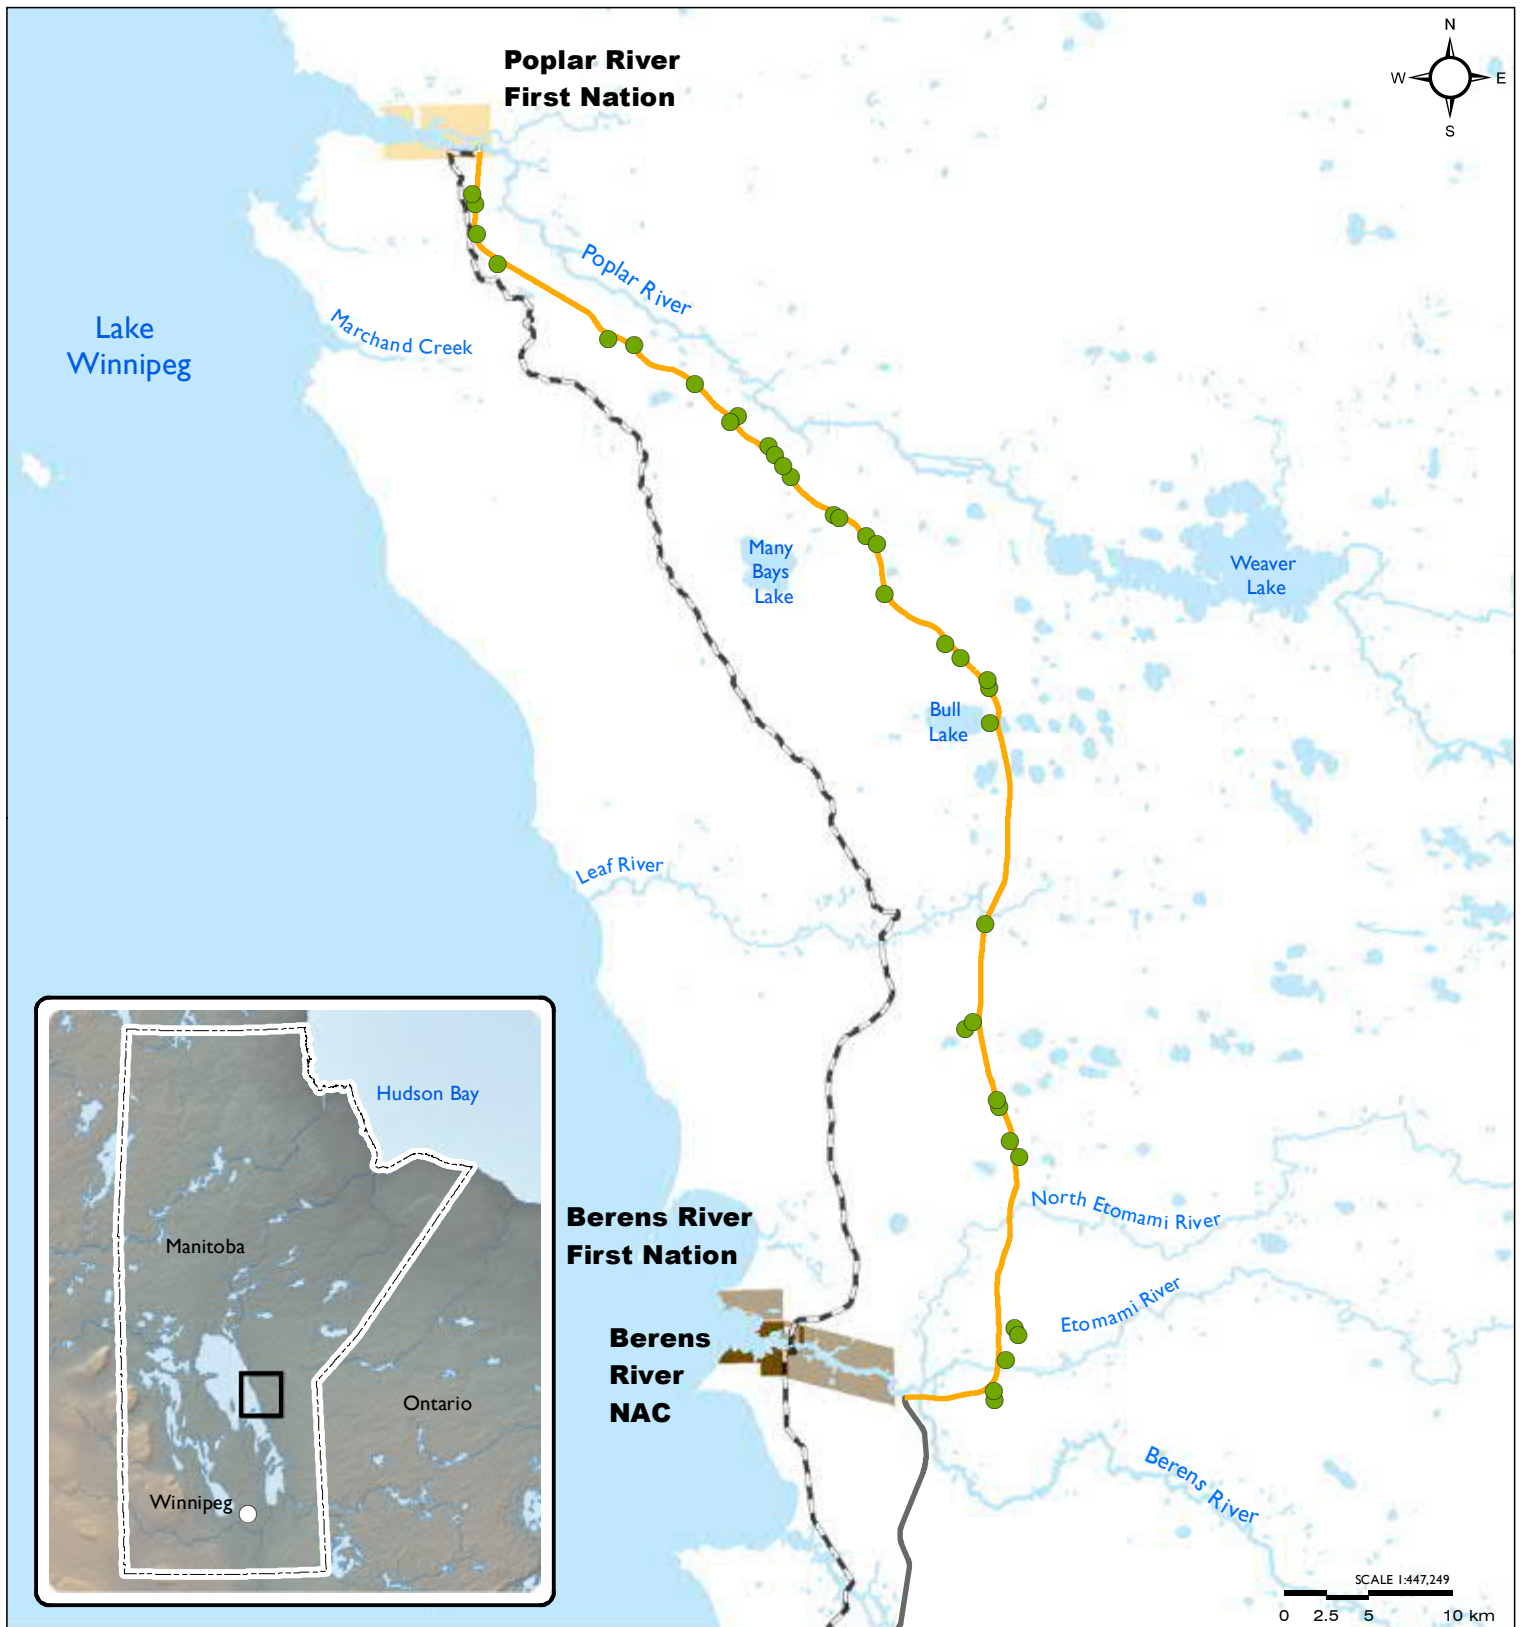 Poplar River
First Nation
N
W
E
S
Poplar River
Marchand Creek
Lake
Winnipeg
Many
Bays
Lake
Weaver
Lake
Bull
Lake
Leaf River
Hudson Bay
Manitoba
Ontario
Winnipeg
North Etomami River
Berens River
First Nation
Etomami River
Berens
River
NAC
Berens River
SCALE 1:447,249
0 2.5 5 10 km